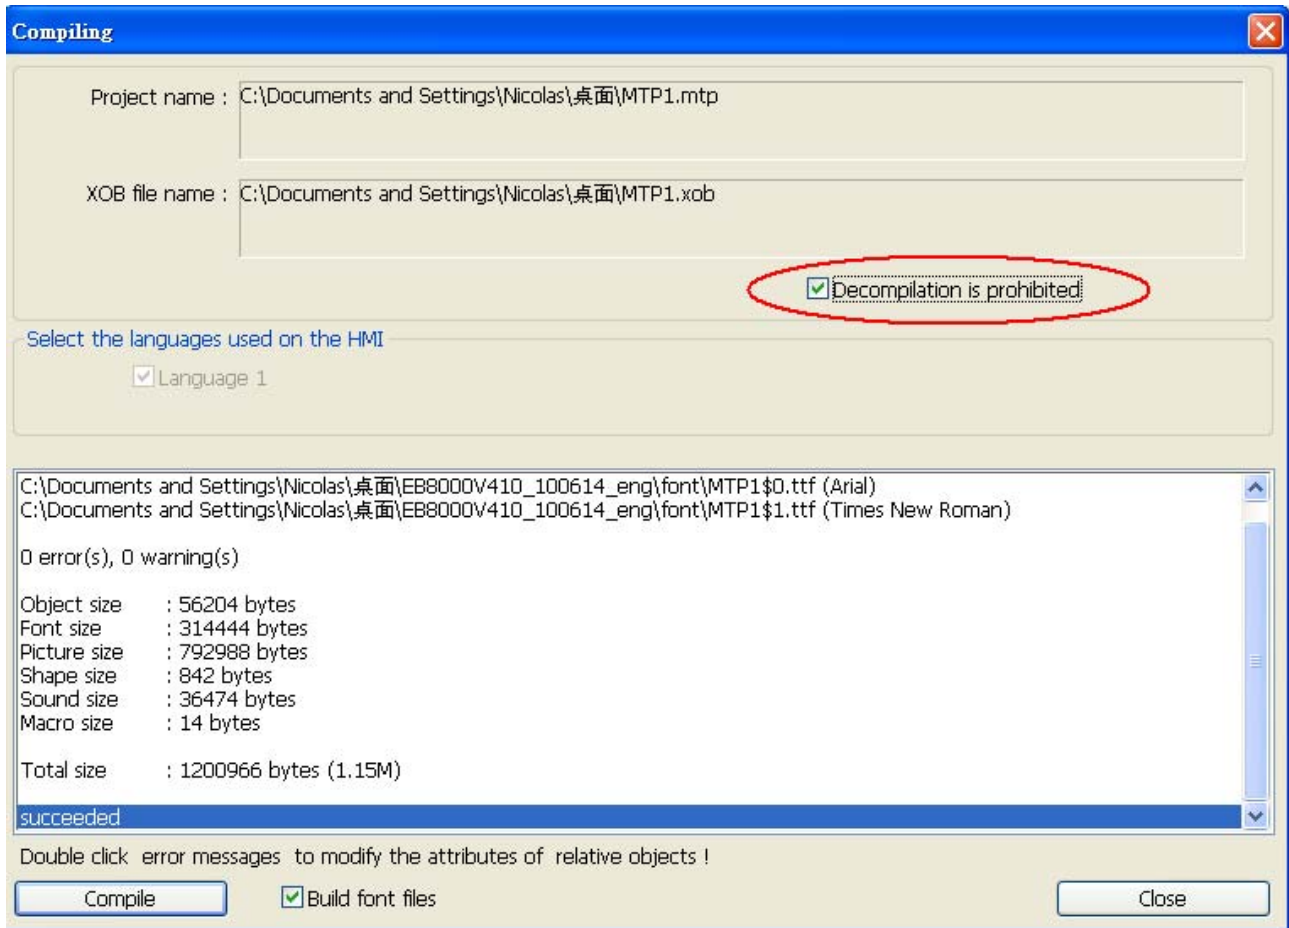 Compiling
Project name : C:\Documents and Settings\Nicolas\桌面\MTP1.mtp
XOB file name : C:\Documents and Settings\Nicolas\桌面\MTP1.xob
Decompilation is prohibited
Select the languages used on the HMI
Language 1
C:\Documents and Settings\Nicolas\桌面\EB8000V410_100614_eng\font\MTP1$0.ttf (Arial)
C:\Documents and Settings\Nicolas\桌面\EB8000V410_100614_eng\font\MTP1$1.ttf (Times New Roman)
0 error(s), 0 warning(s)
Object size : 56204 bytes
Font size : 314444 bytes
Picture size : 792988 bytes
Shape size : 842 bytes
Sound size : 36474 bytes
Macro size : 14 bytes
Total size : 1200966 bytes (1.15M)
succeeded
Double click error messages to modify the attributes of relative objects !
Compile Build font files Close